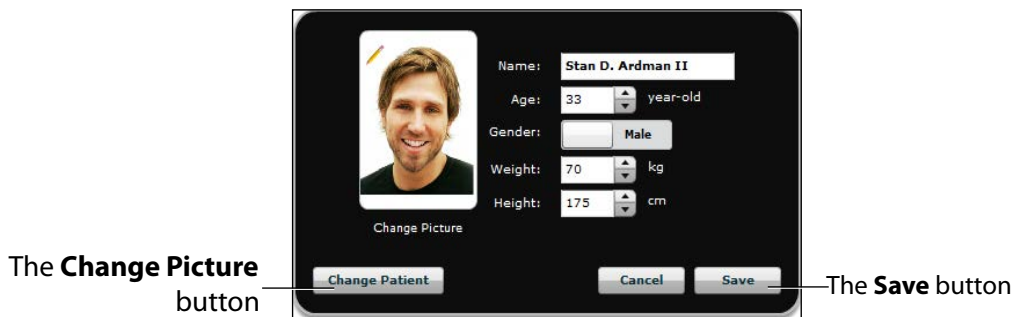 Name: Stan D. Ardman II
Age: 33 year-old
Gender: Male
Weight: 70 kg
Height: 175 cm
Change Picture
Change Patient Cancel Save
The Change Picture
button
The Save button